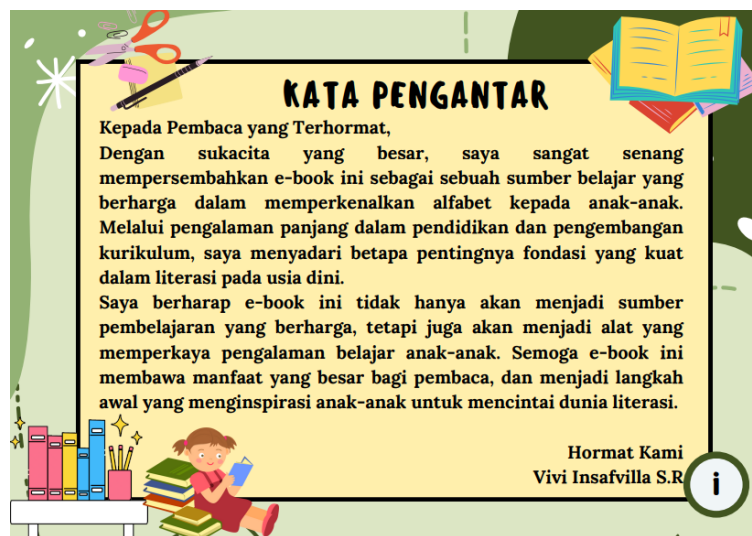 KATA PENGANTAR
Kepada Pembaca yang Terhormat,
Dengan sukacita yang besar, saya sangat senang
mempersembahkan e-book ini sebagai sebuah sumber belajar yang
berharga dalam memperkenalkan alfabet kepada anak-anak.
Melalui pengalaman panjang dalam pendidikan dan pengembangan
kurikulum, saya menyadari betapa pentingnya fondasi yang kuat
dalam literasi pada usia dini.
Saya berharap e-book ini tidak hanya akan menjadi sumber
pembelajaran yang berharga, tetapi juga akan menjadi alat yang
memperkaya pengalaman belajar anak-anak. Semoga e-book ini
membawa manfaat yang besar bagi pembaca, dan menjadi langkah
awal yang menginspirasi anak-anak untuk mencintai dunia literasi.
Hormat Kami
Vivi Insafvilla S.R
i